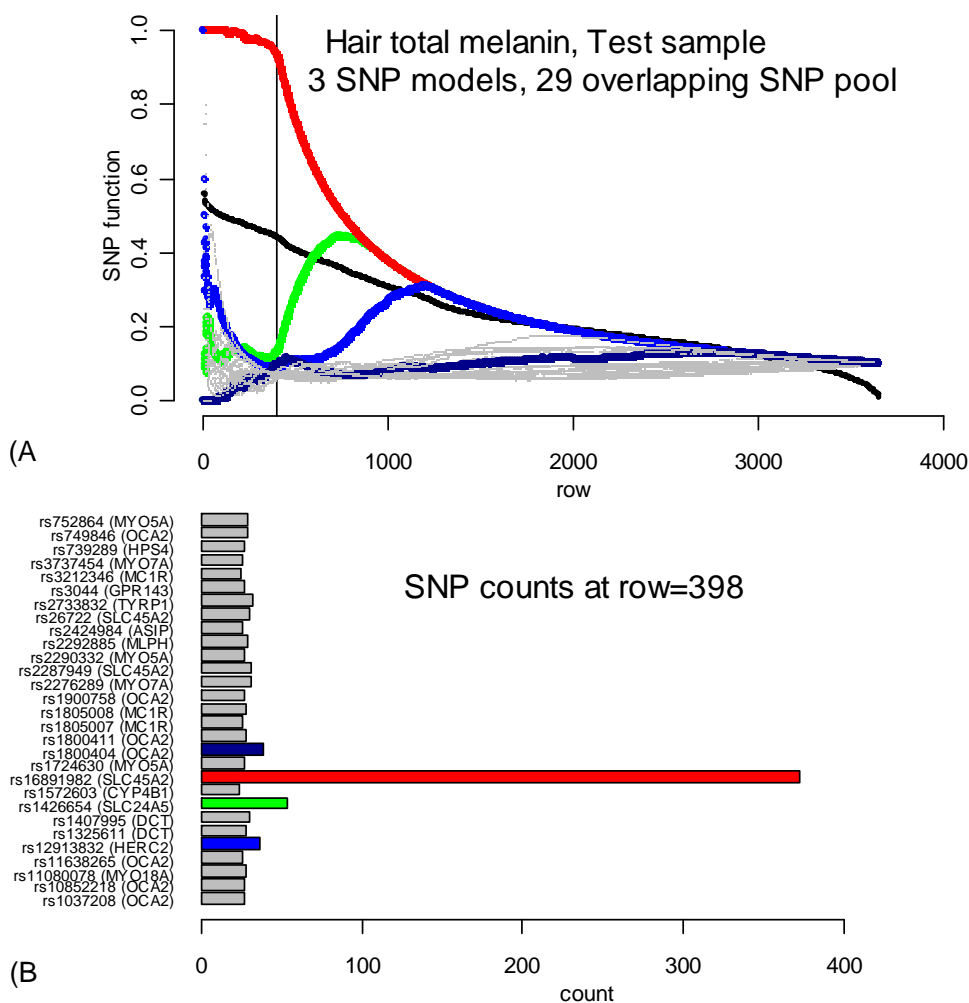 Hair total melanin, Test sample
3 SNP models, 29 overlapping SNP pool
SNP function
1.0
0.8
0.6
0.4
0.2
0.0
0
1000
2000
3000
4000
row
(A
SNP counts at row=398
rs752864 (MYO5A)
rs749846 (OCA2)
rs739289 (HPS4)
rs3737454 (MYO7A)
rs3212346 (MC1R)
rs3044 (GPR143)
rs2733832 (TYRP1)
rs26722 (SLC45A2)
rs2424984 (ASIP)
rs2292885 (MLPH)
rs2290332 (MYO5A)
rs2287949 (SLC45A2)
rs2276289 (MYO7A)
rs1900758 (OCA2)
rs1805008 (MC1R)
rs1805007 (MC1R)
rs1800411 (OCA2)
rs1800404 (OCA2)
rs1724630 (MYO5A)
rs16891982 (SLC45A2)
rs1572603 (CYP4B1)
rs1426654 (SLC24A5)
rs1407995 (DCT)
rs1325611 (DCT)
rs12913832 (HERC2)
rs11638265 (OCA2)
rs11080078 (MYO18A)
rs10852218 (OCA2)
rs1037208 (OCA2)
0
100
200
300
400
count
(B